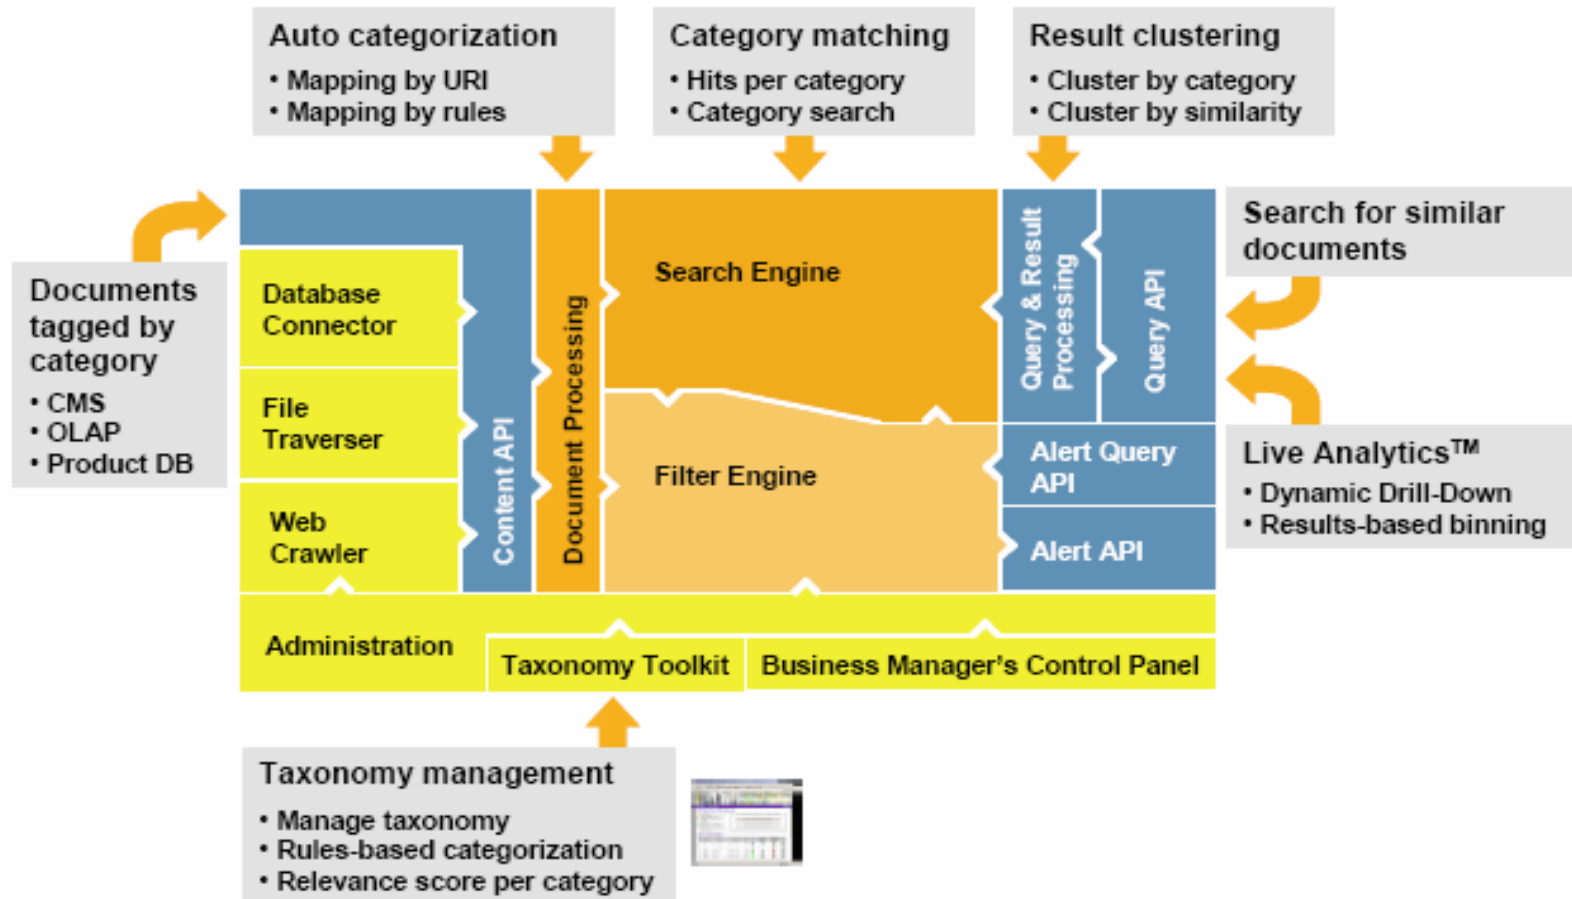 Auto categorization
• Mapping by URI
• Mapping by rules
Category matching
• Hits per category
• Category search
Result clustering
• Cluster by category
• Cluster by similarity
Documents
tagged by
category
• CMS
• OLAP
• Product DB
Database
Connector
File
Traverser
Web
Crawler
Content API
Document Processing
Search Engine
Filter Engine
Query & Result
Processing
Query API
Alert Query
API
Alert API
Search for similar
documents
Live Analytics™
• Dynamic Drill-Down
• Results-based binning
Administration
Taxonomy Toolkit
Business Manager's Control Panel
Taxonomy management
• Manage taxonomy
• Rules-based categorization
• Relevance score per category